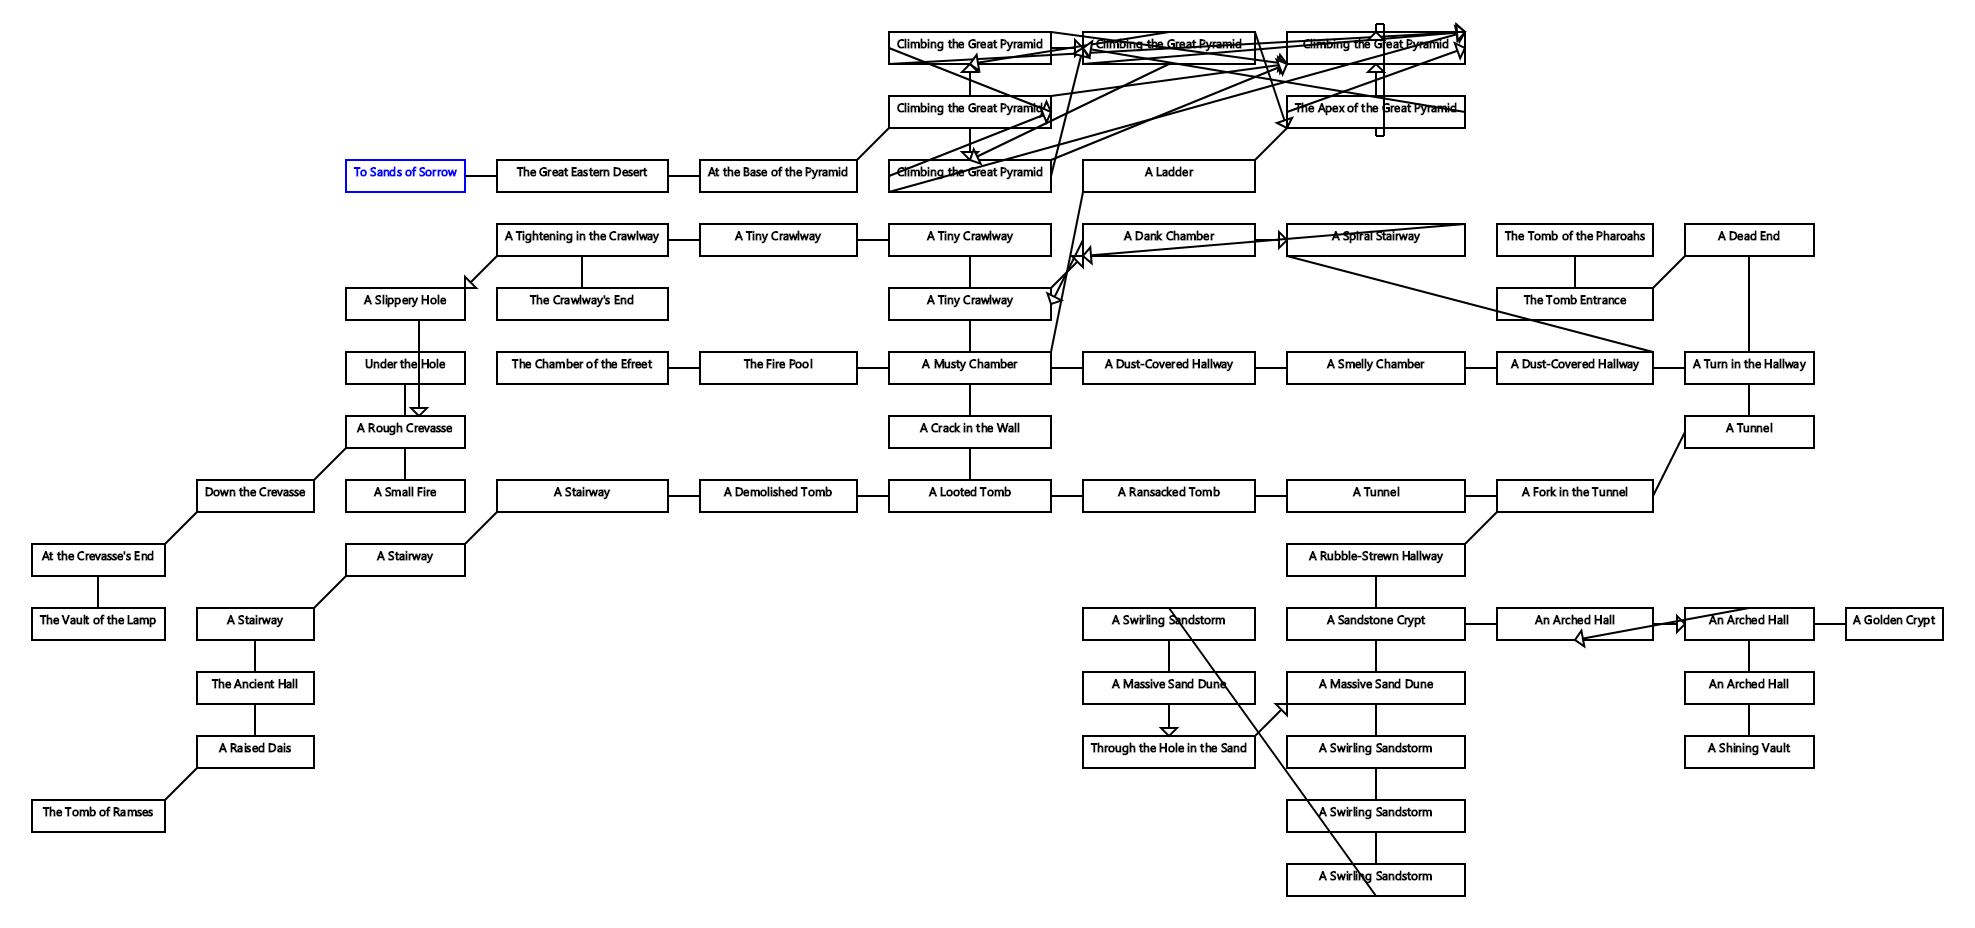 Climbing the Great Pyramid
Climbing the Great Pyramid
Climbing the Great Pyramid
Climbing the Great Pyramid
The Apex of the Great Pyramid
To Sands of Sorrow
The Great Eastern Desert
At the Base of the Pyramid
Climbing the Great Pyramid
A Ladder
A Tightening in the Crawlway
A Tiny Crawlway
A Tiny Crawlway
A Dank Chamber
A Spiral Stairway
The Tomb of the Pharoahs
A Dead End
A Slippery Hole
The Crawlway's End
A Tiny Crawlway
The Tomb Entrance
Under the Hole
The Chamber of the Efreet
The Fire Pool
A Musty Chamber
A Dust-Covered Hallway
A Smelly Chamber
A Dust-Covered Hallway
A Turn in the Hallway
A Rough Crevasse
A Crack in the Wall
A Tunnel
Down the Crevasse
A Small Fire
A Stairway
A Demolished Tomb
A Looted Tomb
A Ransacked Tomb
A Tunnel
A Fork in the Tunnel
At the Crevasse's End
A Stairway
A Rubble-Strewn Hallway
The Vault of the Lamp
A Stairway
A Swirling Sandstorm
A Sandstone Crypt
An Arched Hall
An Arched Hall
A Golden Crypt
The Ancient Hall
A Massive Sand Dune
A Massive Sand Dune
An Arched Hall
A Raised Dais
Through the Hole in the Sand
A Swirling Sandstorm
A Shining Vault
The Tomb of Ramses
A Swirling Sandstorm
A Swirling Sandstorm